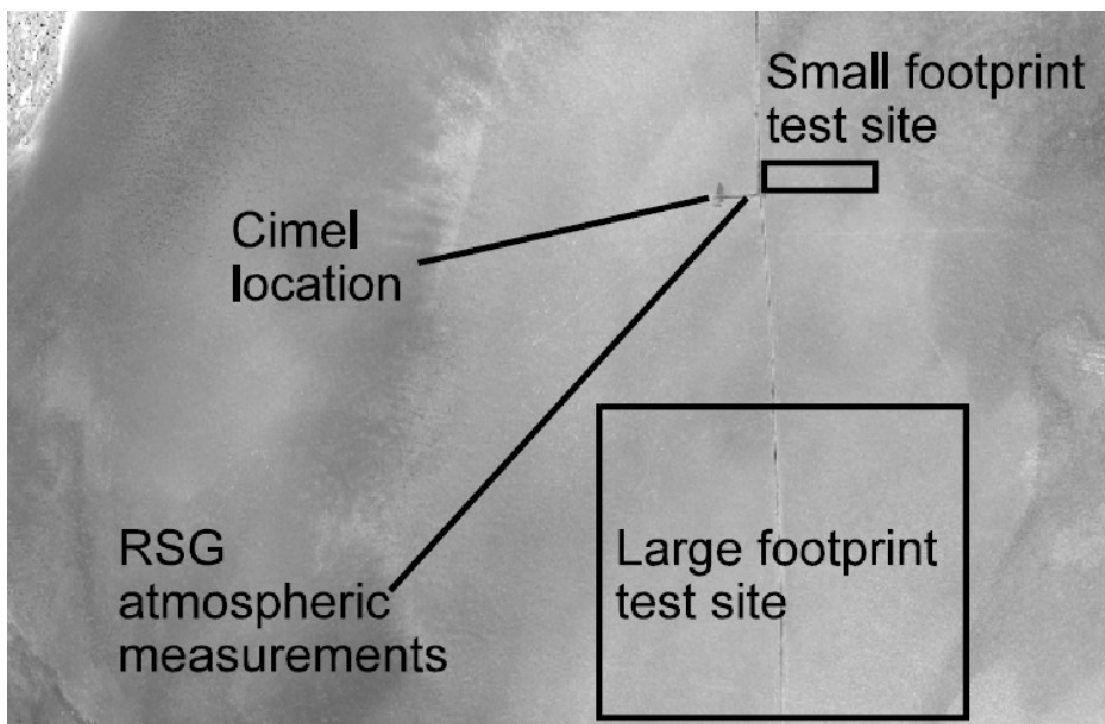 Small footprint
test site
Cimel
location
RSG
atmospheric
measurements
Large footprint
test site